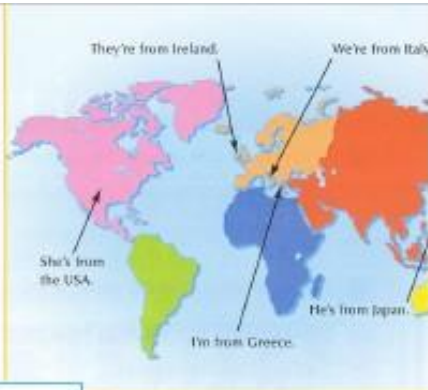 They're from Ireland.
We're from Italy
She's from
the USA.
He's from Japan.
I'm from Greece.